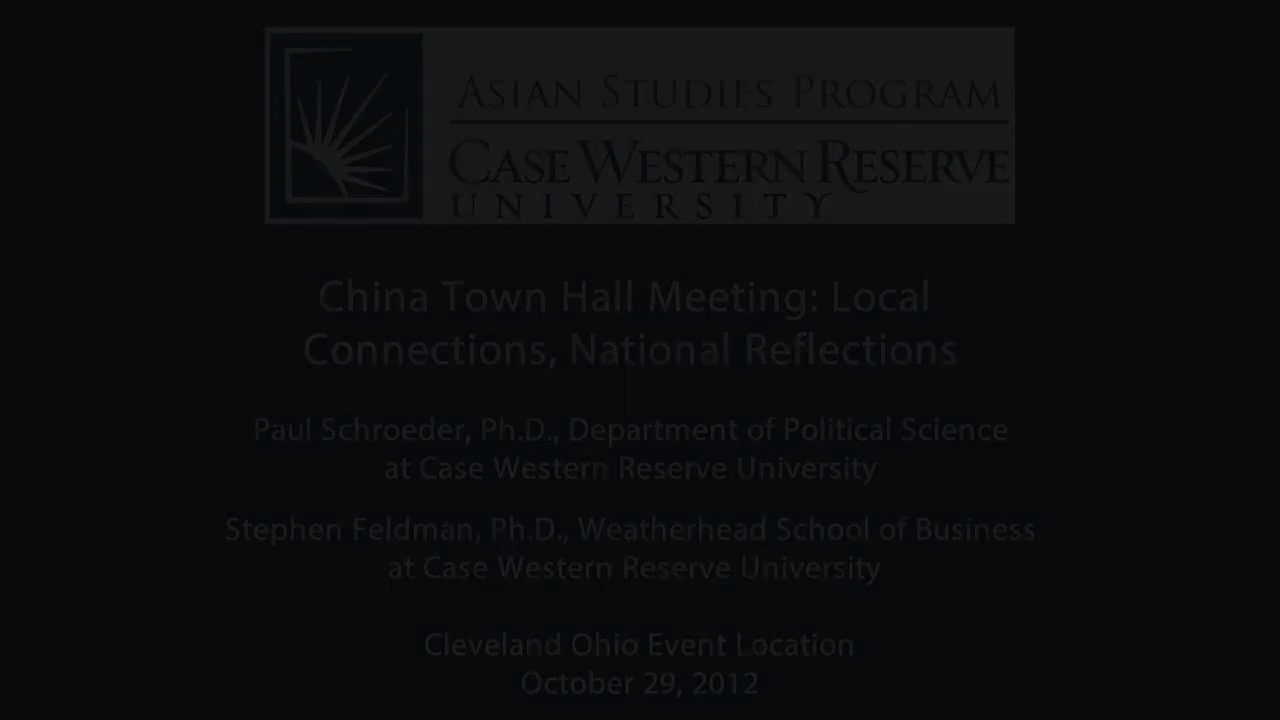 Asian Studies Program
Case Western Reserve
University
China Town Hall Meeting: Local
Connections, National Reflections
Paul Schroeder, Ph.D., Department of Political Science
at Case Western Reserve University
Stephen Feldman, Ph.D., Weatherhead School of Business
at Case Western Reserve University
Cleveland Ohio Event Location
October 29, 2012